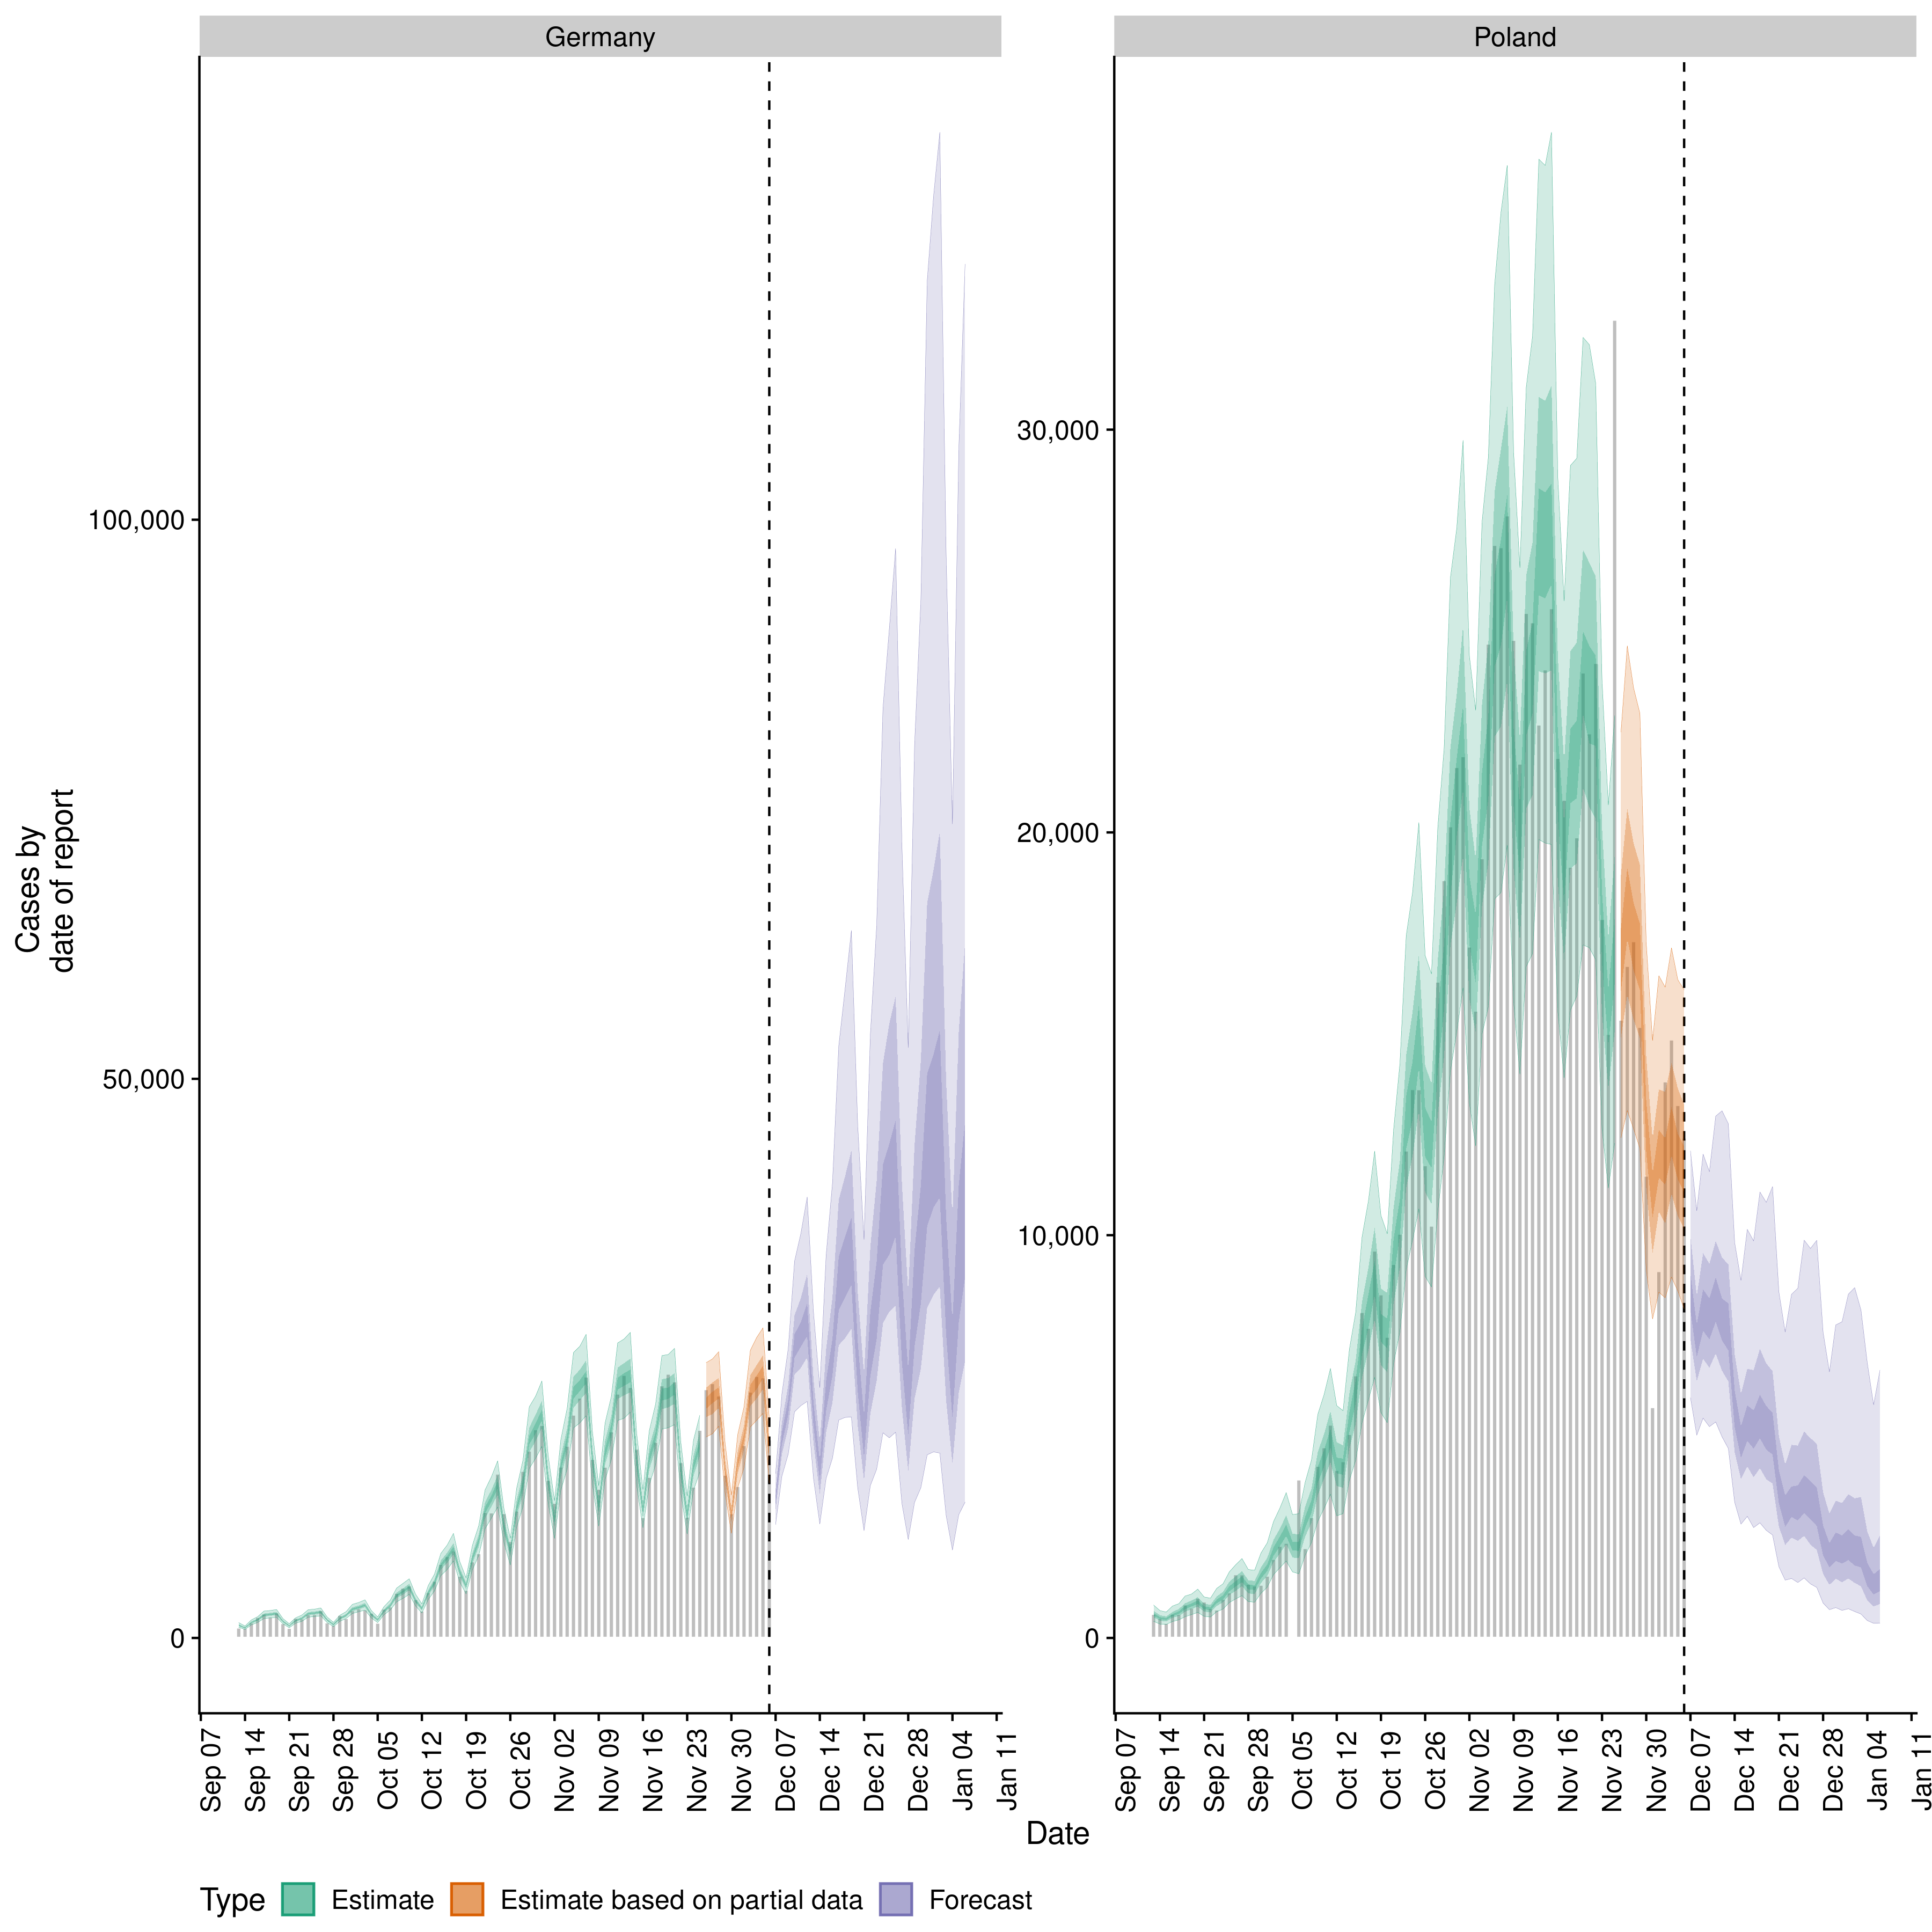 Germany
Poland
Cases by
date of report
100,000
50,000
0
30,000
20,000
10,000
0
Sep 07
Sep 14
Sep 21
Sep 28
Oct 05
Oct 12
Oct 19
Oct 26
Nov 02
Nov 09
Nov 16
Nov 23
Nov 30
Dec 07
Dec 14
Dec 21
Dec 28
Jan 04
Jan 11
Sep 07
Sep 14
Sep 21
Sep 28
Oct 05
Oct 12
Oct 19
Oct 26
Nov 02
Nov 09
Nov 16
Nov 23
Nov 30
Dec 07
Dec 14
Dec 21
Dec 28
Jan 04
Jan 11
Date
Type Estimate Estimate based on partial data Forecast